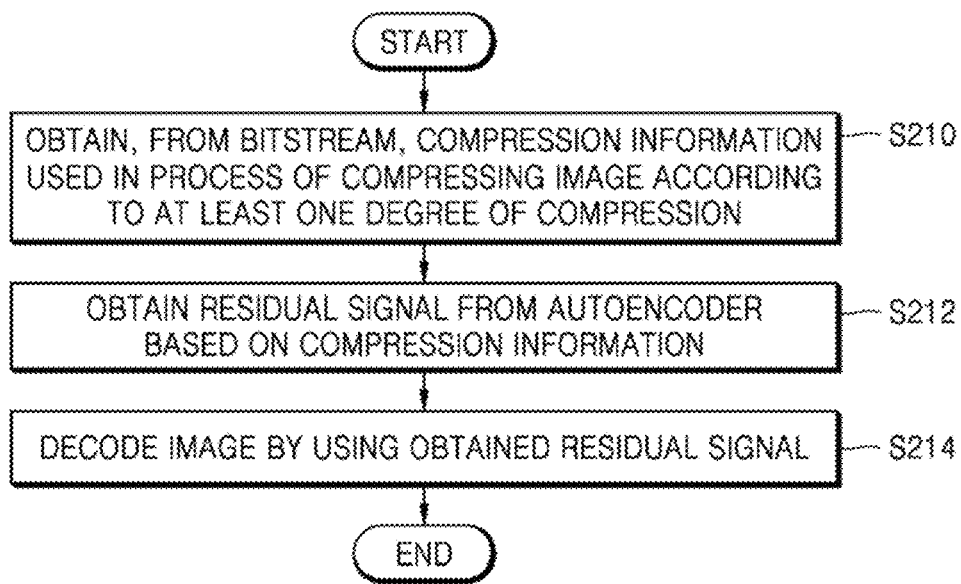 START
OBTAIN, FROM BITSTREAM, COMPRESSION INFORMATION
USED IN PROCESS OF COMPRESSING IMAGE ACCORDING
TO AT LEAST ONE DEGREE OF COMPRESSION
S210
OBTAIN RESIDUAL SIGNAL FROM AUTOENCODER
BASED ON COMPRESSION INFORMATION
S212
DECODE IMAGE BY USING OBTAINED RESIDUAL SIGNAL
S214
END